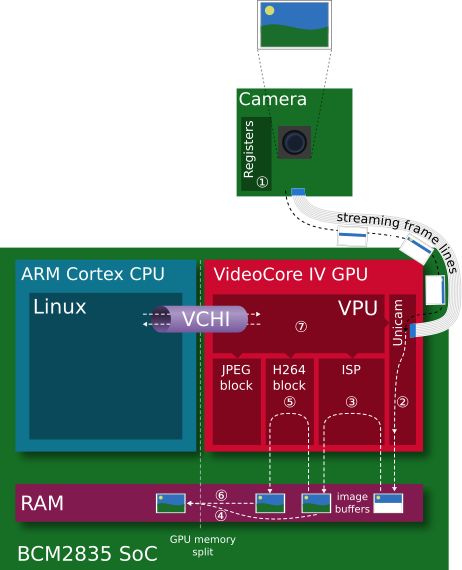 Camera
Registers
①
streaming frame lines
ARM Cortex CPU
VideoCore IV GPU
Linux
VCHI
VPU
⑦
Unicam
JPEG
block
H264
block
ISP
⑤
③
②
RAM
⑥
④
image
buffers
GPU memory
split
BCM2835 SoC